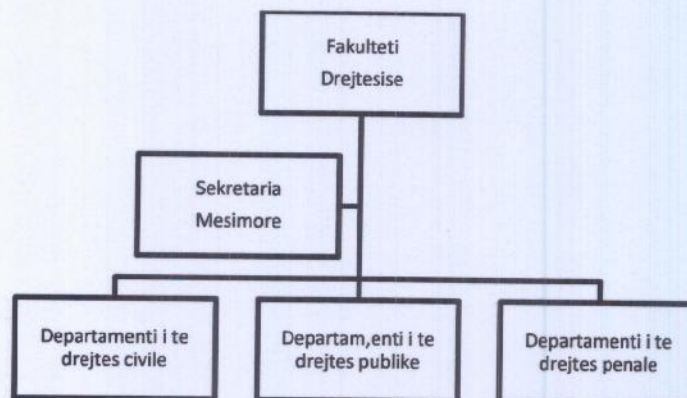 Fakulteti
Drejtesise
Sekretaria
Mesimore
Departamenti i te
drejtes civile
Departam,enti i te
drejtes publike
Departamenti i te
drejtes penale